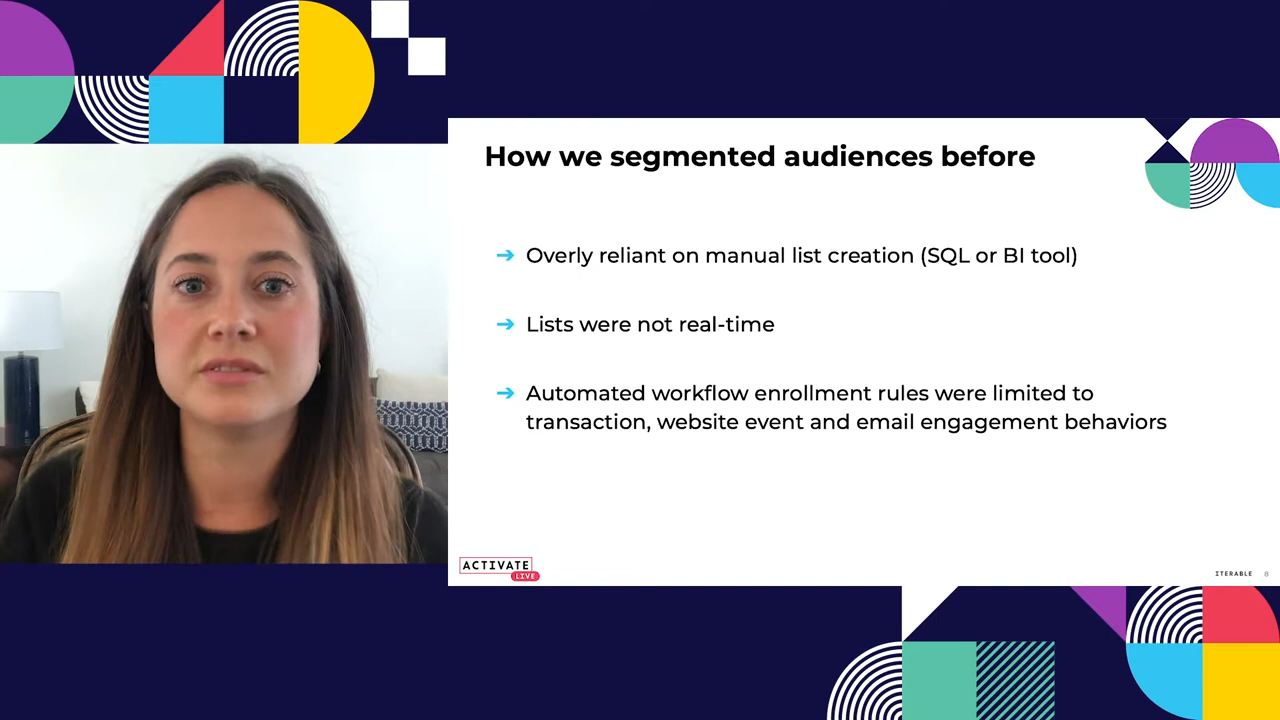 How we segmented audiences before
➔ Overly reliant on manual list creation (SQL or BI tool)
➔ Lists were not real-time
➔ Automated workflow enrollment rules were limited to
transaction, website event and email engagement behaviors
ACTIVATE
LIVE
ITERABLE 8